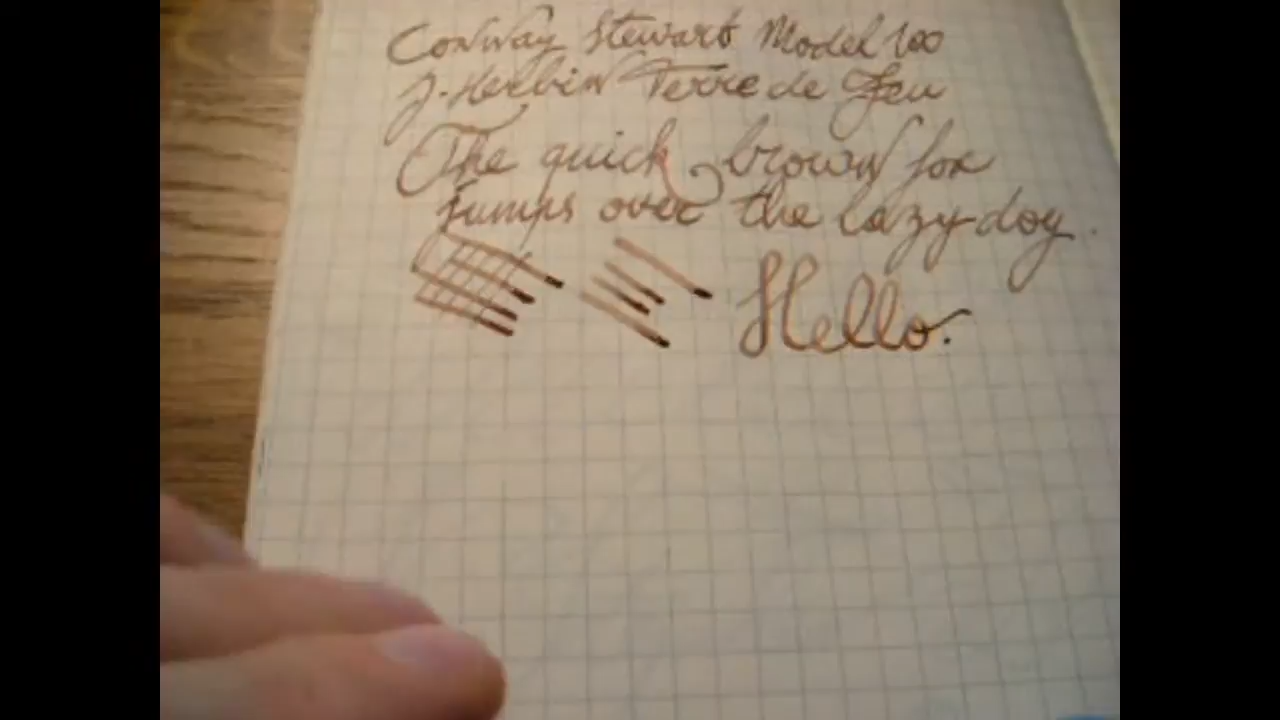 Conway Stewart Model 100
J. Herbin Terre de Feu
The quick brown fox
jumps over the lazy dog.
Hello.